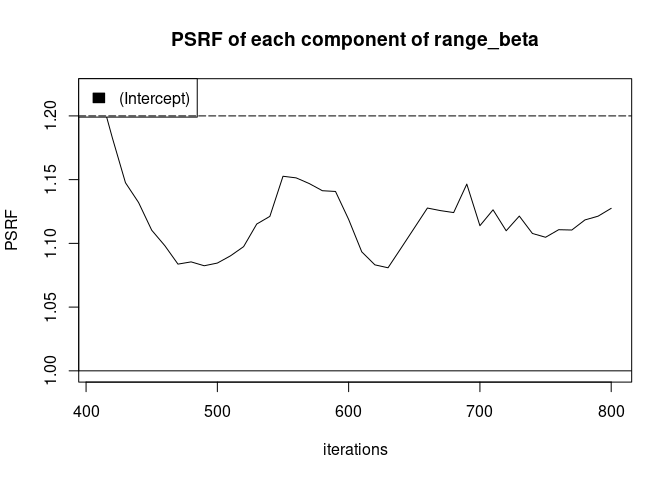 PSRF of each component of range_beta
(Intercept)
PSRF
1.20
1.15
1.10
1.05
1.00
400 500 600 700 800
iterations